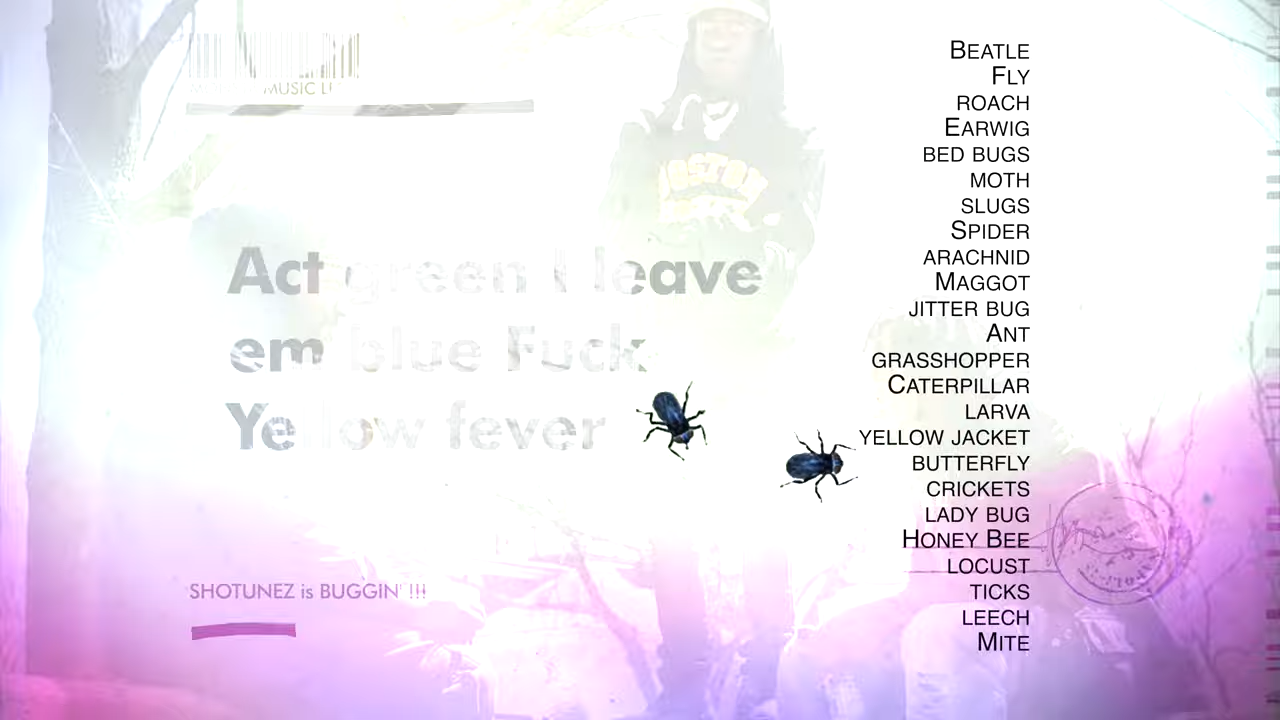 MUSIC
BOSTON
Act green I leave
em blue Fuck
Yellow fever
SHOTUNEZ is BUGGIN' !!!
BEATLE
FLY
ROACH
EARWIG
BED BUGS
MOTH
SLUGS
SPIDER
ARACHNID
MAGGOT
JITTER BUG
ANT
GRASSHOPPER
CATERPILLAR
LARVA
YELLOW JACKET
BUTTERFLY
CRICKETS
LADY BUG
HONEY BEE
LOCUST
TICKS
LEECH
MITE